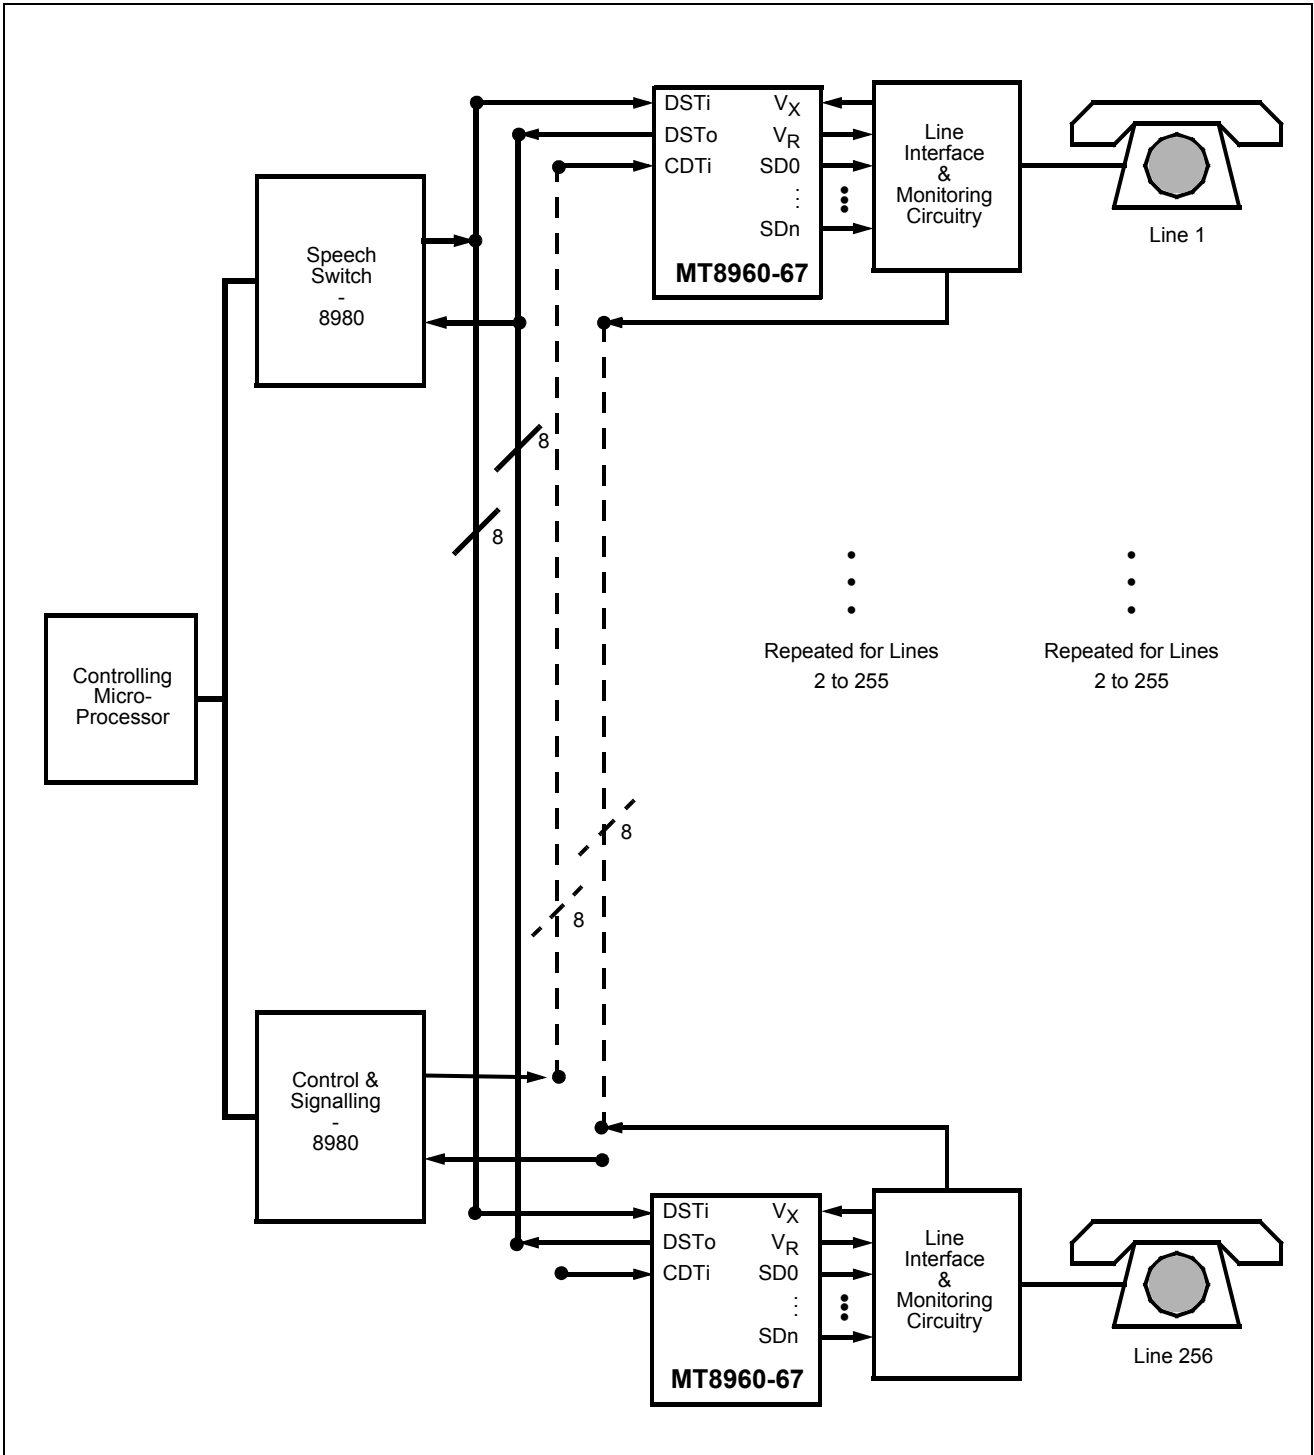 DSTi
DSTo
CDTi
VX
VR
SD0
⋮
SDn
MT8960-67
Line
Interface
&
Monitoring
Circuitry
Line 1
Speech
Switch
-
8980
8
8
Repeated for Lines
2 to 255
Repeated for Lines
2 to 255
Controlling
Micro-
Processor
8
8
Control &
Signalling
-
8980
DSTi
DSTo
CDTi
VX
VR
SD0
⋮
SDn
MT8960-67
Line
Interface
&
Monitoring
Circuitry
Line 256